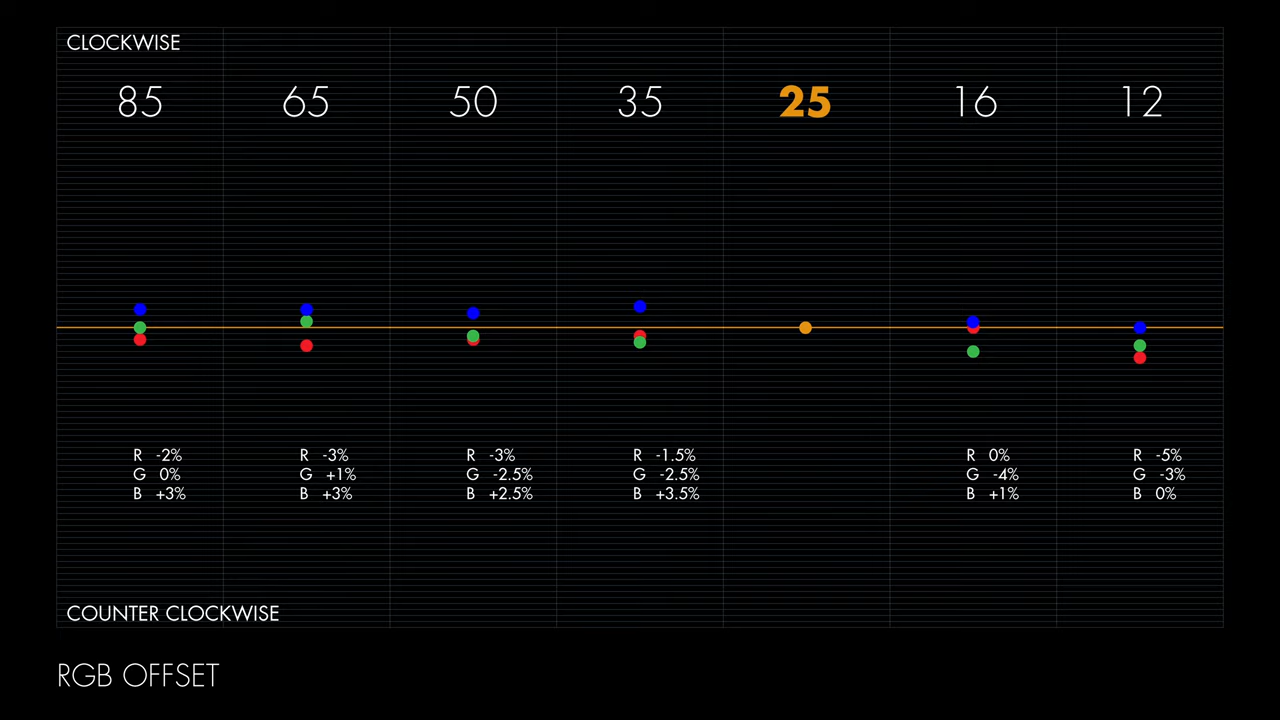 CLOCKWISE
85 65 50 35 25 16 12
R -2% R -3% R -3% R -1.5% R 0% R -5%
G 0% G +1% G -2.5% G -2.5% G -4% G -3%
B +3% B +3% B +2.5% B +3.5% B +1% B 0%
COUNTER CLOCKWISE
RGB OFFSET